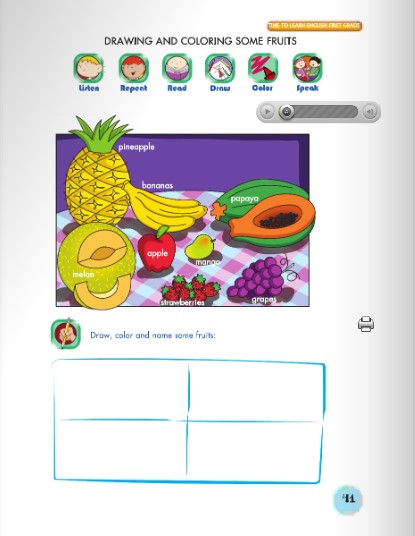 TIME TO LEARN ENGLISH FIRST GRADE
DRAWING AND COLORING SOME FRUITS
Listen Repeat Read Draw Color Speak
pineapple
bananas
papaya
apple
mango
melon
strawberries
grapes
Draw, color and name some fruits:
41